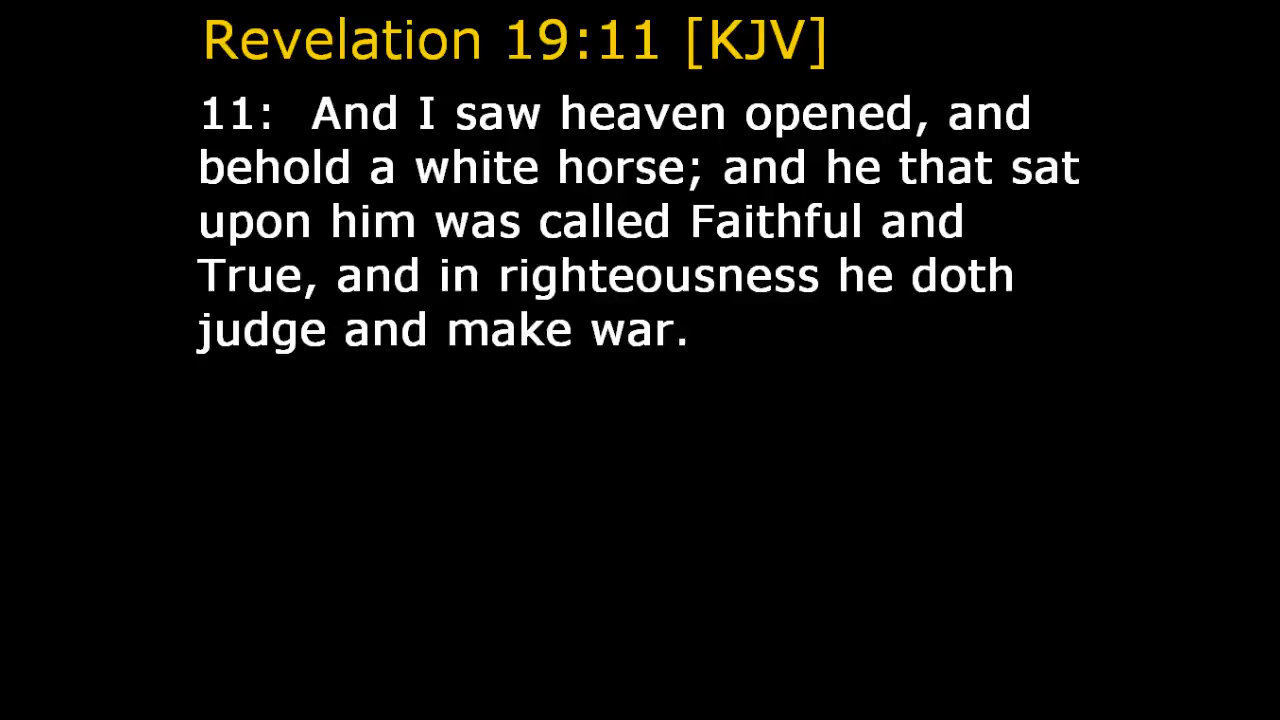 Revelation 19:11 [KJV]
11:  And I saw heaven opened, and
behold a white horse; and he that sat
upon him was called Faithful and
True, and in righteousness he doth
judge and make war.